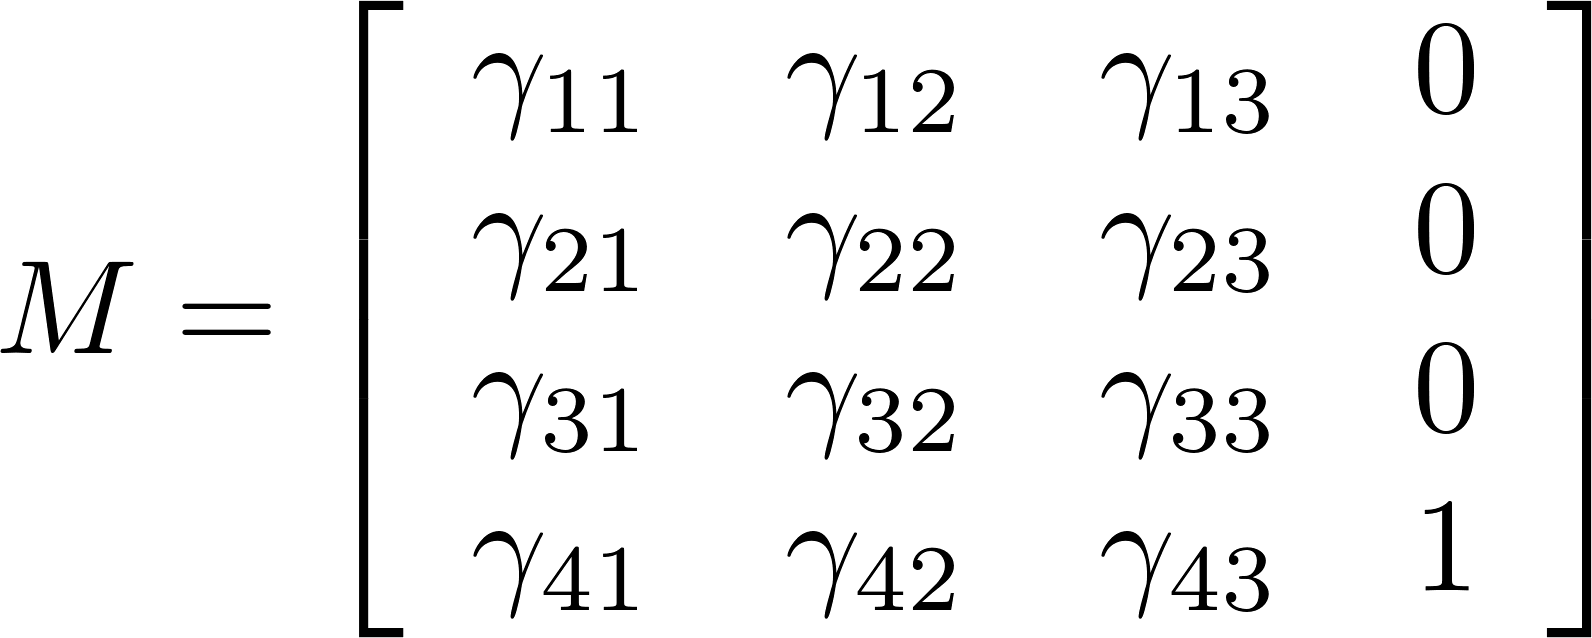 M = [ γ₁₁ γ₁₂ γ₁₃ 0
γ₂₁ γ₂₂ γ₂₃ 0
γ₃₁ γ₃₂ γ₃₃ 0
γ₄₁ γ₄₂ γ₄₃ 1 ]